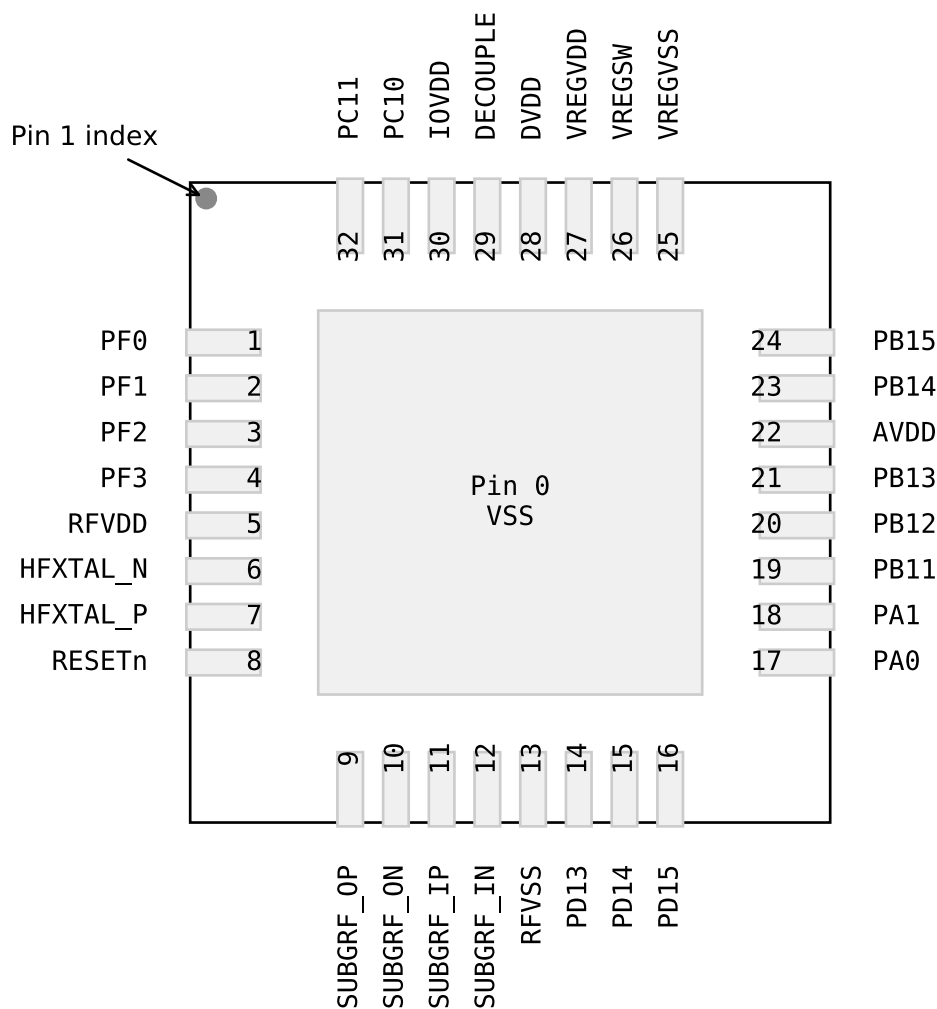 PC11
PC10
IOVDD
DECOUPLE
DVDD
VREGVDD
VREGSW
VREGVSS
Pin 1 index
32
31
30
29
28
27
26
25
PF0 1
PF1 2
PF2 3
PF3 4
RFVDD 5
HFXTAL_N 6
HFXTAL_P 7
RESETn 8
Pin 0
VSS
24 PB15
23 PB14
22 AVDD
21 PB13
20 PB12
19 PB11
18 PA1
17 PA0
9
10
11
12
13
14
15
16
SUBGRF_OP
SUBGRF_ON
SUBGRF_IP
SUBGRF_IN
RFVSS
PD13
PD14
PD15